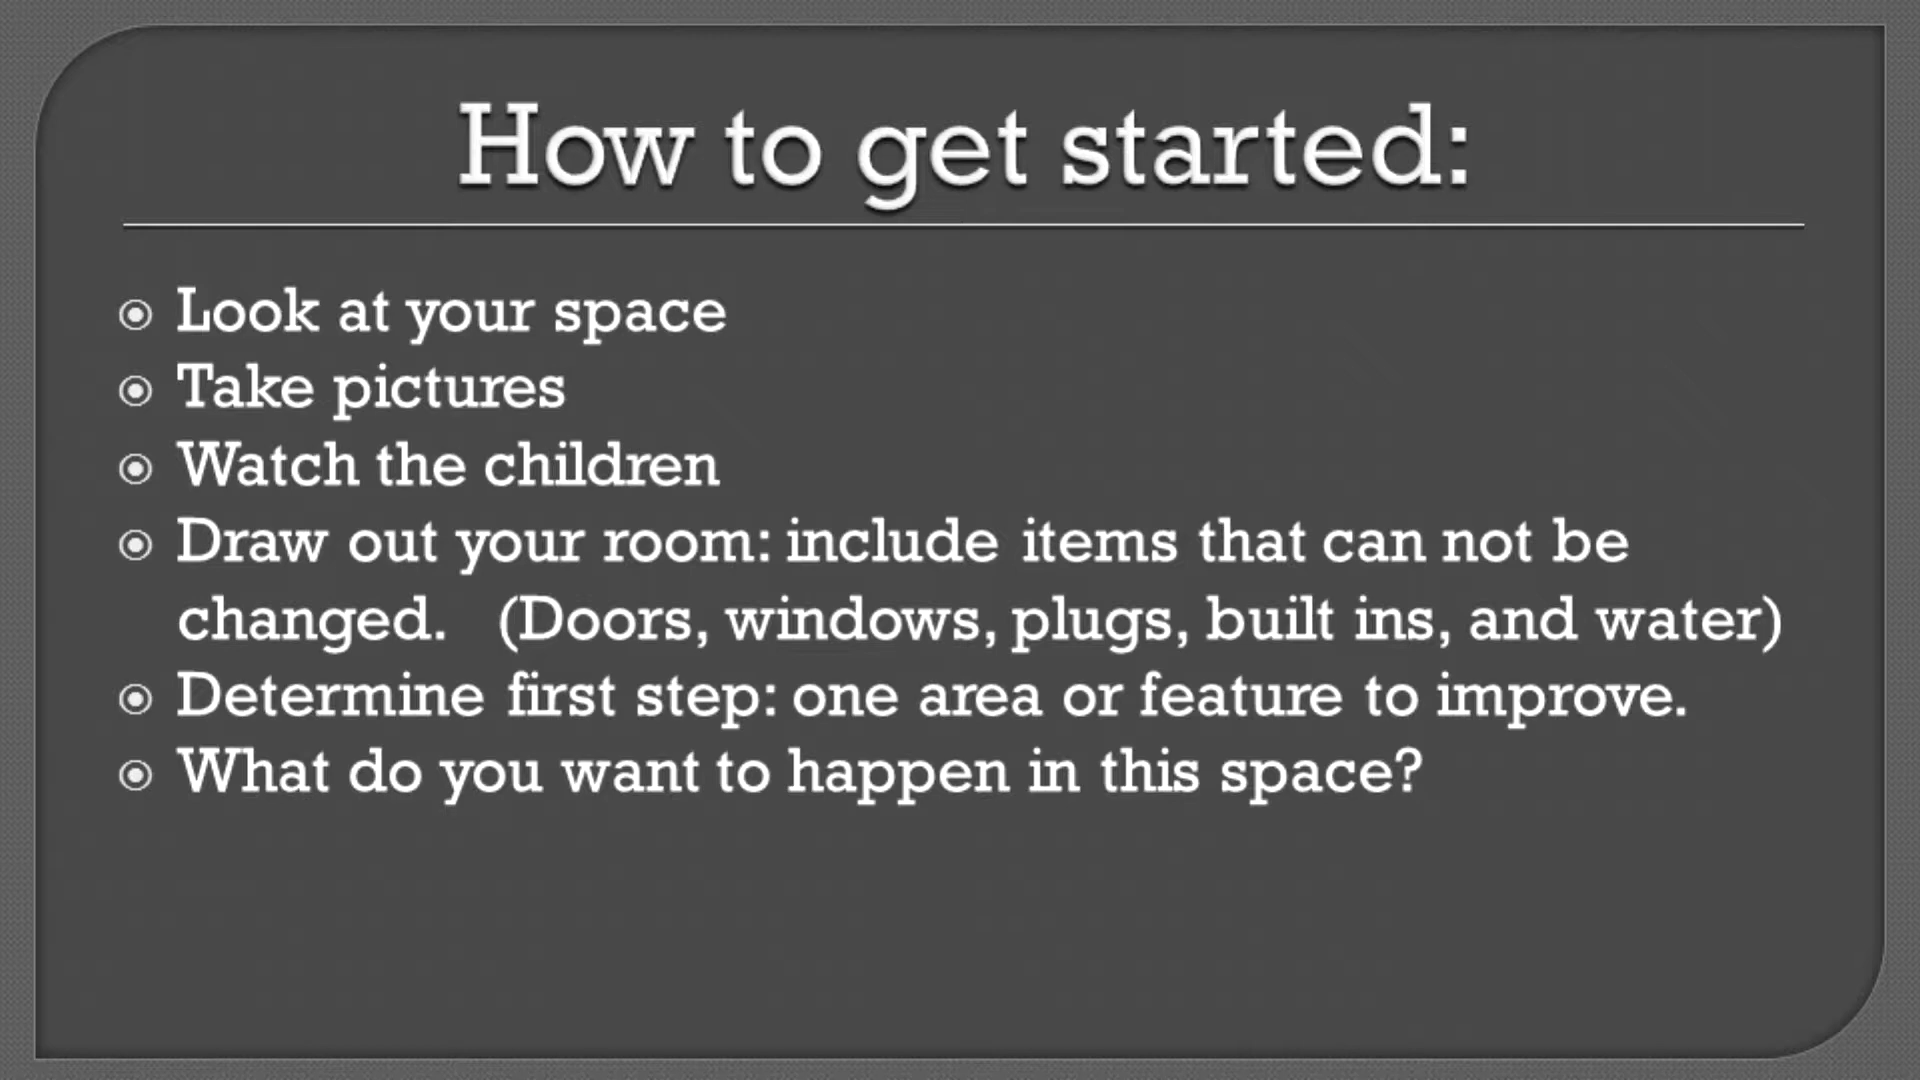 How to get started:
Look at your space
Take pictures
Watch the children
Draw out your room: include items that can not be
changed. (Doors, windows, plugs, built ins, and water)
Determine first step: one area or feature to improve.
What do you want to happen in this space?